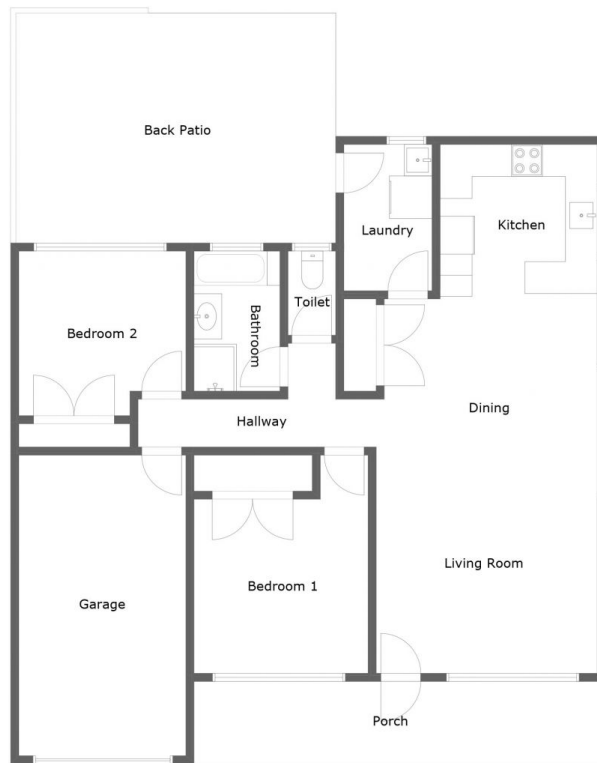 Back Patio
Laundry
Kitchen
Toilet
Bathroom
Bedroom 2
Dining
Hallway
Living Room
Bedroom 1
Garage
Porch